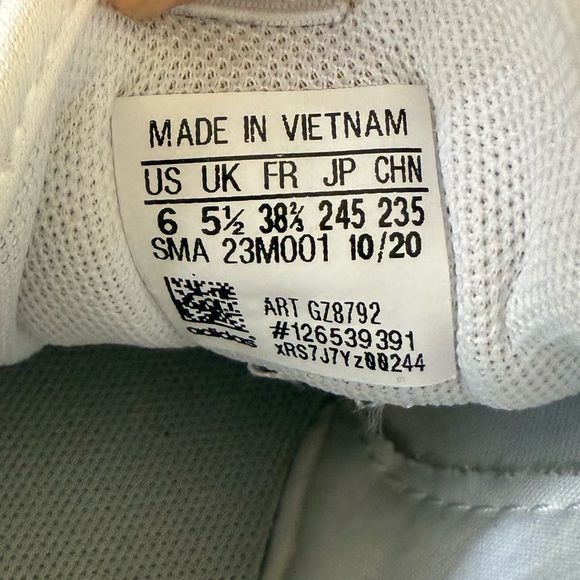 MADE IN VIETNAM
US UK FR JP CHN
6 5½ 38⅔ 245 235
SMA 23M001 10/20
ART GZ8792
#126539391
adidas
xRS7J7Yz00244